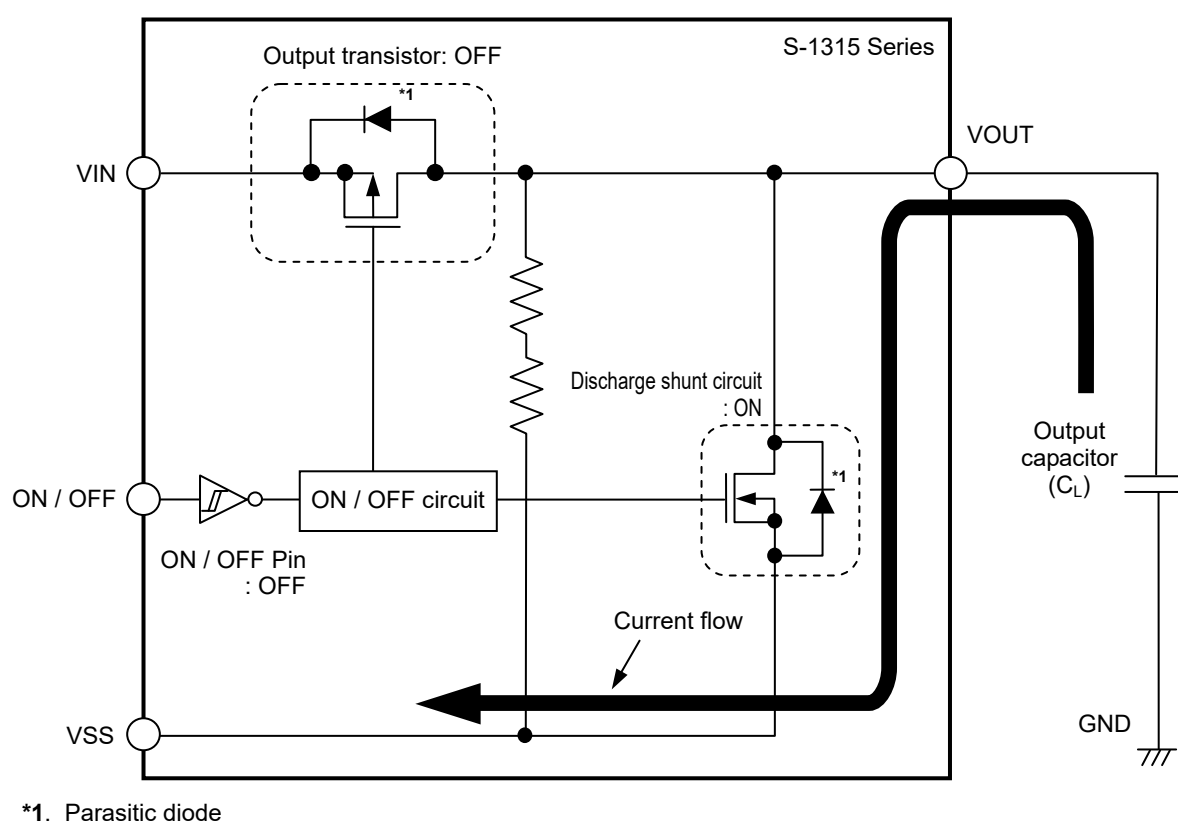 S-1315 Series
Output transistor: OFF
*1
VOUT
VIN
Discharge shunt circuit
: ON
Output
capacitor
(CL)
*1
ON / OFF
ON / OFF circuit
ON / OFF Pin
: OFF
Current flow
GND
VSS
*1. Parasitic diode